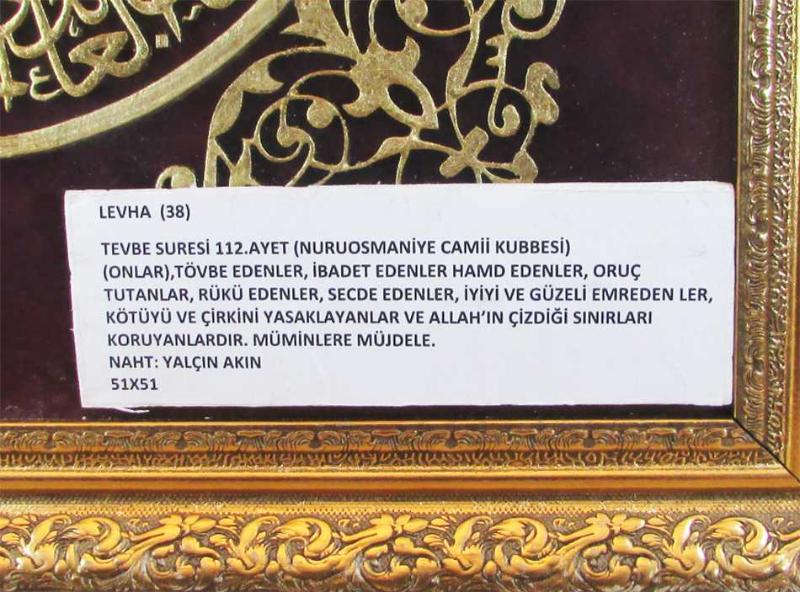 LEVHA (38)
TEVBE SURESİ 112.AYET (NURUOSMANİYE CAMİİ KUBBESİ)
(ONLAR),TÖVBE EDENLER, İBADET EDENLER HAMD EDENLER, ORUÇ
TUTANLAR, RÜKÜ EDENLER, SECDE EDENLER, İYİYİ VE GÜZELİ EMREDEN LER,
KÖTÜYÜ VE ÇİRKİNİ YASAKLAYANLAR VE ALLAH’IN ÇİZDİĞİ SINIRLARI
KORUYANLARDIR. MÜMİNLERE MÜJDELE.
NAHT: YALÇIN AKIN
51X51